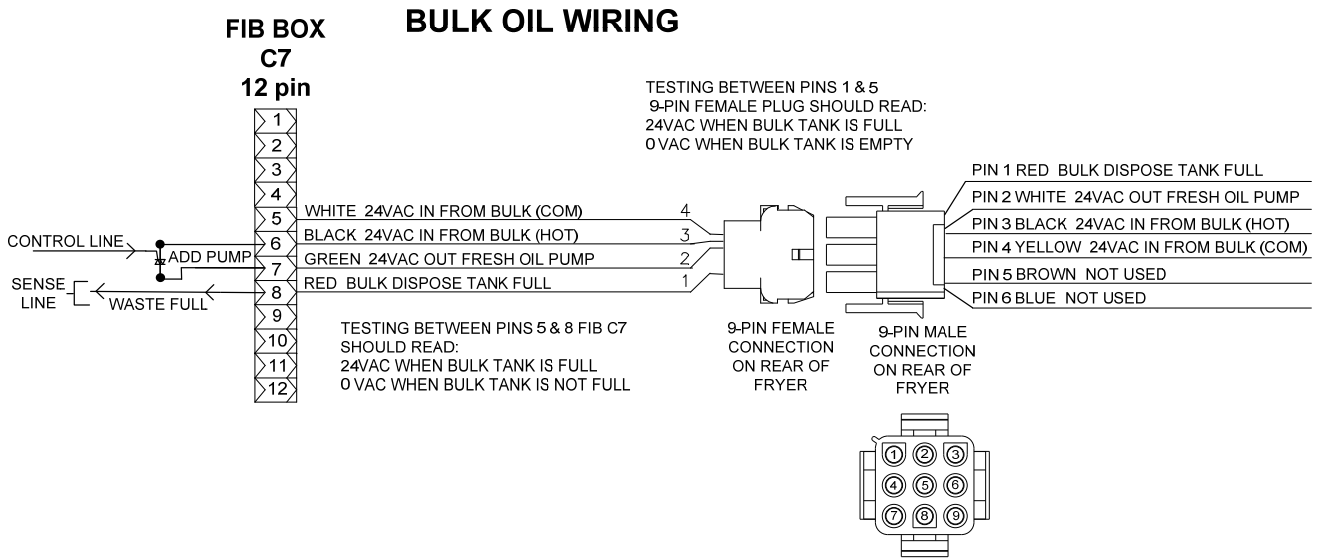 BULK OIL WIRING
FIB BOX
C7
12 pin
1
2
3
4
5
6
7
8
9
10
11
12
CONTROL LINE
ADD PUMP
SENSE
LINE
WASTE FULL
WHITE 24VAC IN FROM BULK (COM) 4
BLACK 24VAC IN FROM BULK (HOT) 3
GREEN 24VAC OUT FRESH OIL PUMP 2
RED BULK DISPOSE TANK FULL 1
TESTING BETWEEN PINS 5 & 8 FIB C7
SHOULD READ:
24VAC WHEN BULK TANK IS FULL
0 VAC WHEN BULK TANK IS NOT FULL
TESTING BETWEEN PINS 1 & 5
9-PIN FEMALE PLUG SHOULD READ:
24VAC WHEN BULK TANK IS FULL
0 VAC WHEN BULK TANK IS EMPTY
PIN 1 RED BULK DISPOSE TANK FULL
PIN 2 WHITE 24VAC OUT FRESH OIL PUMP
PIN 3 BLACK 24VAC IN FROM BULK (HOT)
PIN 4 YELLOW 24VAC IN FROM BULK (COM)
PIN 5 BROWN NOT USED
PIN 6 BLUE NOT USED
9-PIN FEMALE
CONNECTION
ON REAR OF
FRYER
9-PIN MALE
CONNECTION
ON REAR OF
FRYER
1 2 3
4 5 6
7 8 9